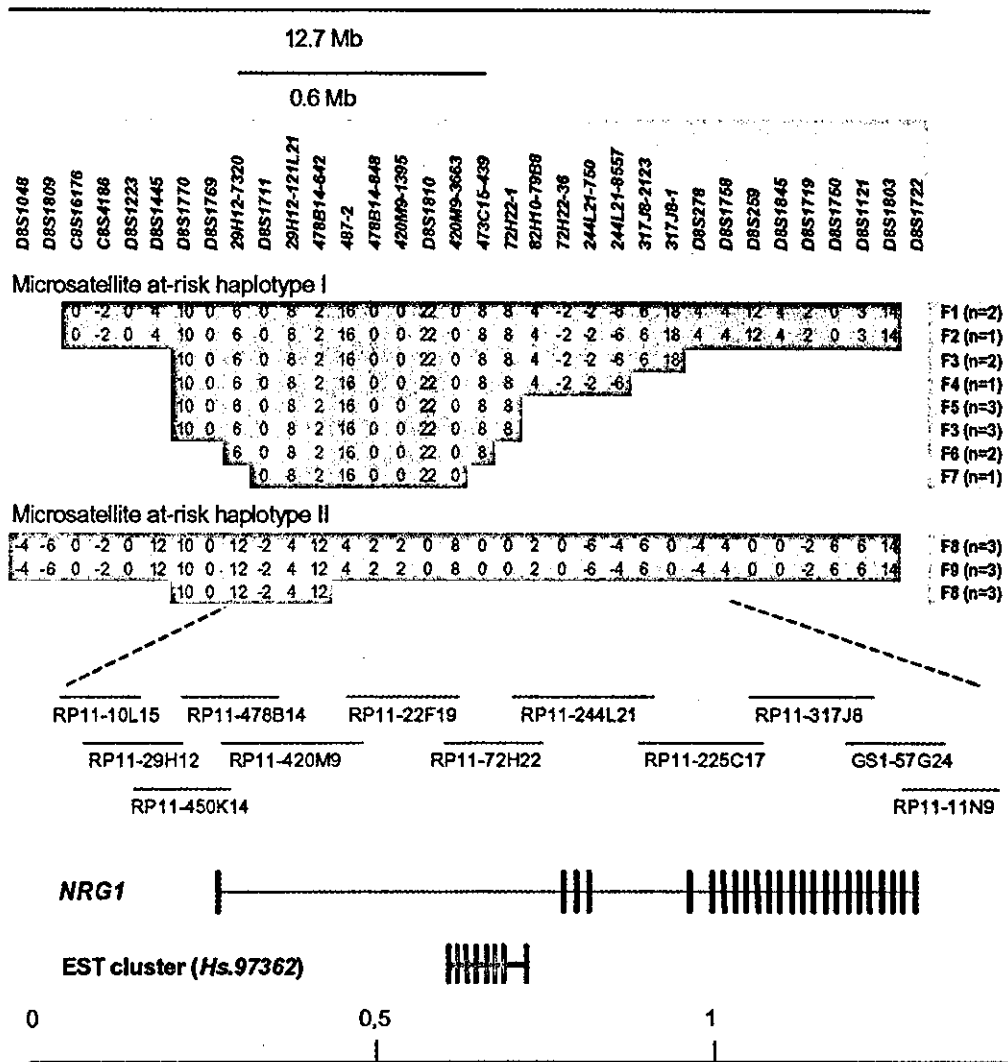 12.7 Mb
0.6 Mb
D8S1048
D8S1809
C8S16176
C8S4186
D8S1223
D8S1445
D8S1770
D8S1769
29H12-7320
D8S1711
29H12-121L21
478B14-642
487-2
478B14-848
420M9-1395
D8S1810
420M9-3663
473C15-439
72H22-1
82H10-79B8
72H22-36
244L21-750
244L21-8557
317J8-2123
317J8-1
D8S278
D8S1758
D8S259
D8S1845
D8S1719
D8S1750
D8S1121
D8S1803
D8S1722
Microsatellite at-risk haplotype I
0 -2 0 4 10 0 6 0 8 2 16 0 0 22 0 8 8 4 -2 -2 -6 6 18 4 4 12 4 2 0 3 14 F1 (n=2)
0 -2 0 4 10 0 6 0 8 2 16 0 0 22 0 8 8 4 -2 -2 -6 6 18 4 4 12 4 2 0 3 14 F2 (n=1)
10 0 6 0 8 2 16 0 0 22 0 8 8 4 -2 -2 -6 6 18 F3 (n=2)
10 0 6 0 8 2 16 0 0 22 0 8 8 4 -2 -2 -6 F4 (n=1)
10 0 6 0 8 2 16 0 0 22 0 8 8 F5 (n=3)
10 0 6 0 8 2 16 0 0 22 0 8 8 F3 (n=3)
6 0 8 2 16 0 0 22 0 8 F6 (n=2)
0 8 2 16 0 0 22 0 F7 (n=1)
Microsatellite at-risk haplotype II
-4 -6 0 -2 0 12 10 0 12 -2 4 12 4 2 2 0 8 0 0 2 0 -6 -4 6 0 -4 4 0 0 -2 6 6 14 F8 (n=3)
-4 -6 0 -2 0 12 10 0 12 -2 4 12 4 2 2 0 8 0 0 2 0 -6 -4 6 0 -4 4 0 0 -2 6 6 14 F9 (n=3)
10 0 12 -2 4 12 F8 (n=3)
RP11-10L15 RP11-478B14 RP11-22F19 RP11-244L21 RP11-317J8
RP11-29H12 RP11-420M9 RP11-72H22 RP11-225C17 GS1-57G24
RP11-450K14 RP11-11N9
NRG1
EST cluster (Hs.97362)
0 0,5 1